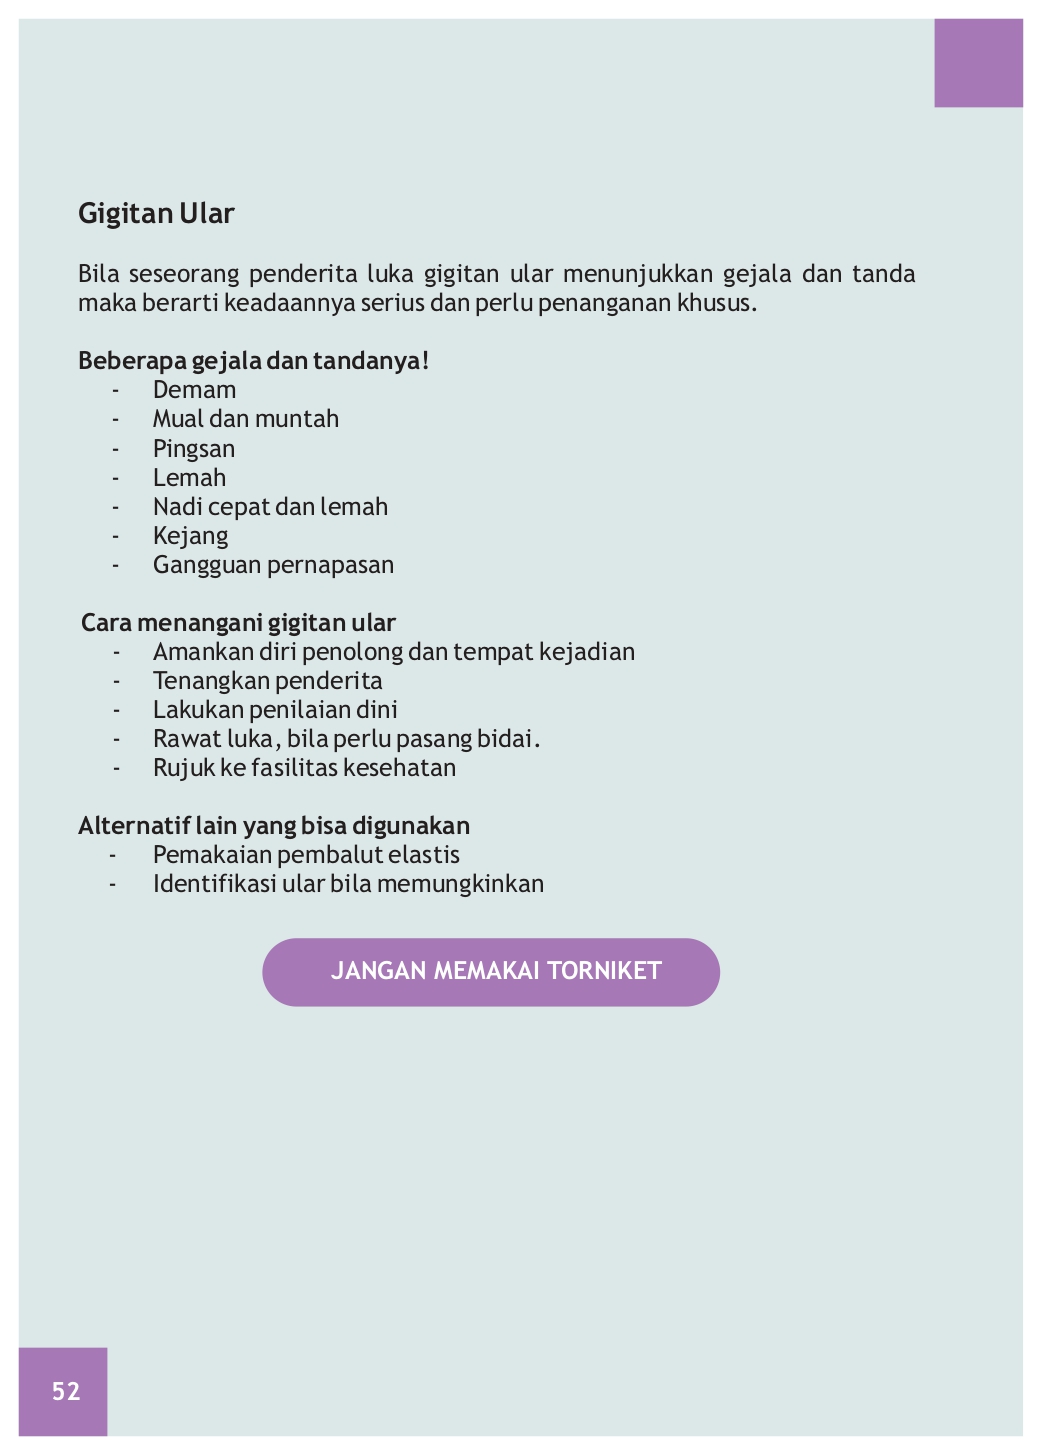 Gigitan Ular
Bila seseorang penderita luka gigitan ular menunjukkan gejala dan tanda
maka berarti keadaannya serius dan perlu penanganan khusus.
Beberapa gejala dan tandanya!
- Demam
- Mual dan muntah
- Pingsan
- Lemah
- Nadi cepat dan lemah
- Kejang
- Gangguan pernapasan
Cara menangani gigitan ular
- Amankan diri penolong dan tempat kejadian
- Tenangkan penderita
- Lakukan penilaian dini
- Rawat luka, bila perlu pasang bidai.
- Rujuk ke fasilitas kesehatan
Alternatif lain yang bisa digunakan
- Pemakaian pembalut elastis
- Identifikasi ular bila memungkinkan
JANGAN MEMAKAI TORNIKET
52